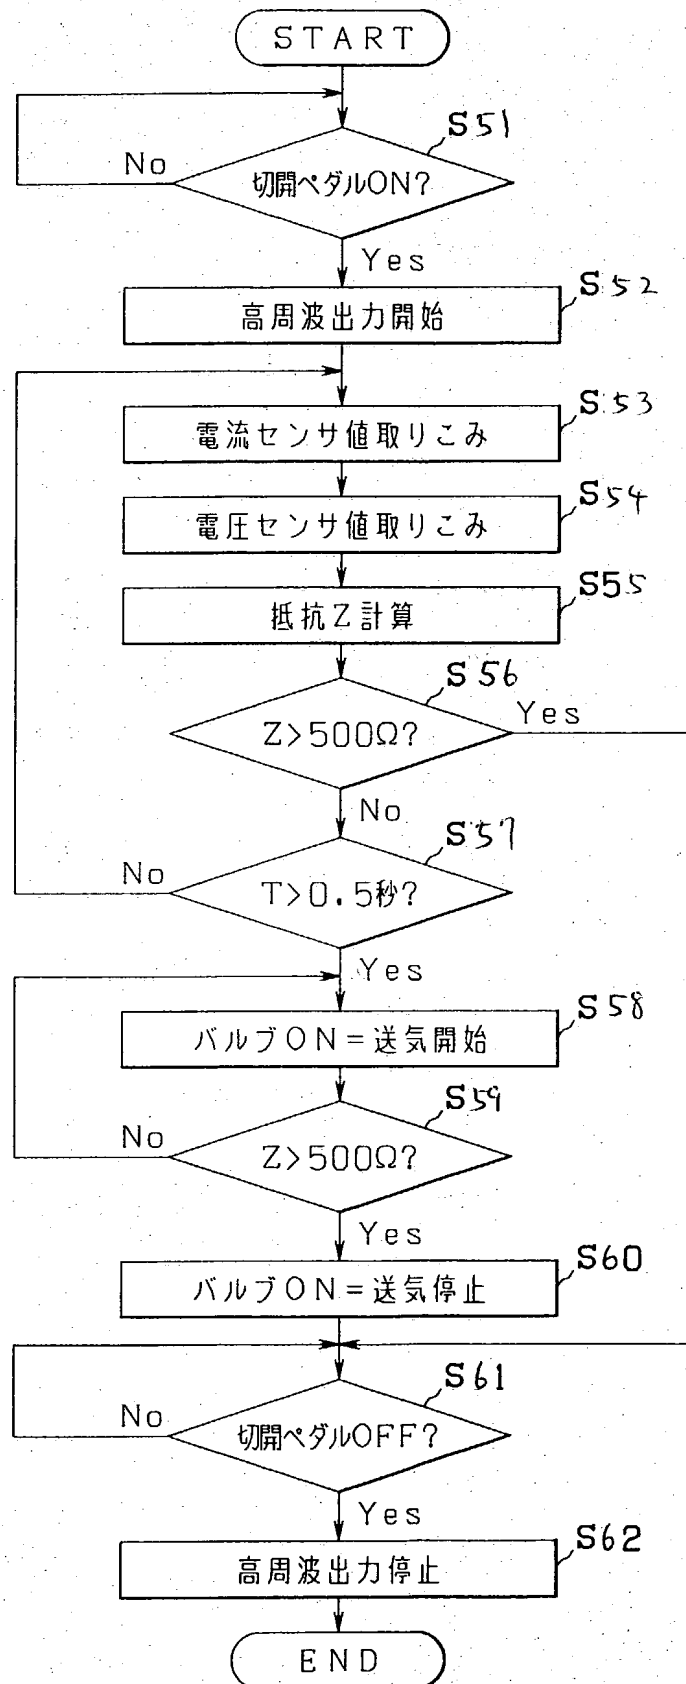 START
S51
No
切開ペダルON?
Yes
S52
高周波出力開始
S53
電流センサ値取りこみ
S54
電圧センサ値取りこみ
S55
抵抗Z計算
S56
Z>500Ω?
Yes
No
S57
No
T>0.5秒?
Yes
S58
バルブON=送気開始
S59
No
Z>500Ω?
Yes
S60
バルブON=送気停止
S61
No
切開ペダルOFF?
Yes
S62
高周波出力停止
END